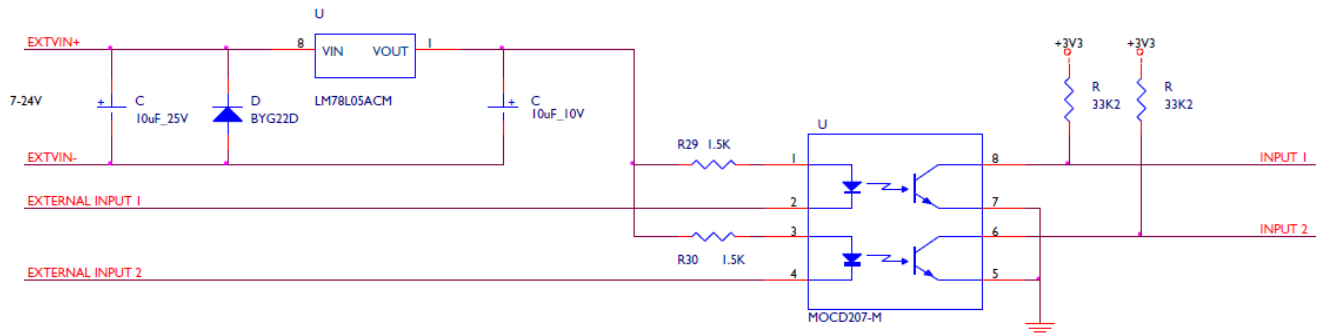 U
EXTVIN+
8
VIN
VOUT
1
+3V3
+3V3
7-24V
+
C
10uF_25V
D
BYG22D
LM78L05ACM
+
C
10uF_10V
R
33K2
R
33K2
U
EXTVIN-
R29
1.5K
1
8
INPUT 1
EXTERNAL INPUT 1
2
7
3
6
INPUT 2
R30
1.5K
EXTERNAL INPUT 2
4
5
MOCD207-M